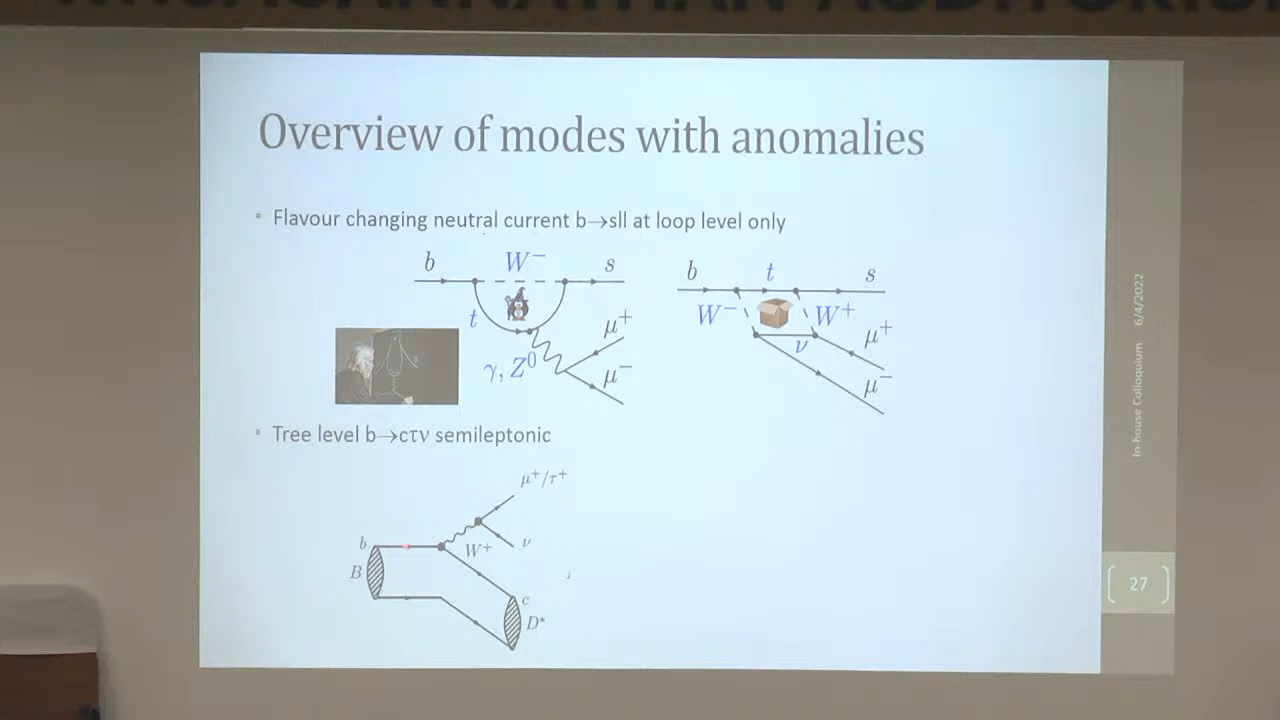 AUDITORIUM
Overview of modes with anomalies
• Flavour changing neutral current b→sll at loop level only
b W⁻ s
t
γ, Z⁰
μ⁺
μ⁻
b t s
W⁻ W⁺
ν
μ⁺
μ⁻
• Tree level b→cτν semileptonic
μ⁺/τ⁺
b
W⁺ ν
B
c
D*
In-house Colloquium 6/4/2022
27